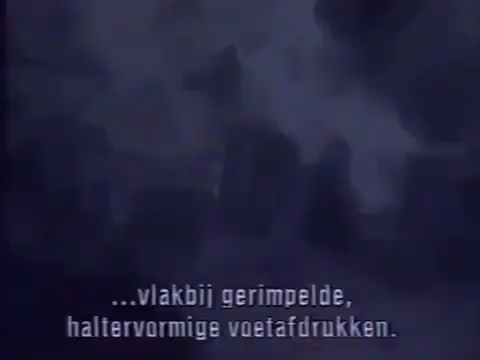 ...vlakbij gerimpelde,
haltervormige voetafdrukken.